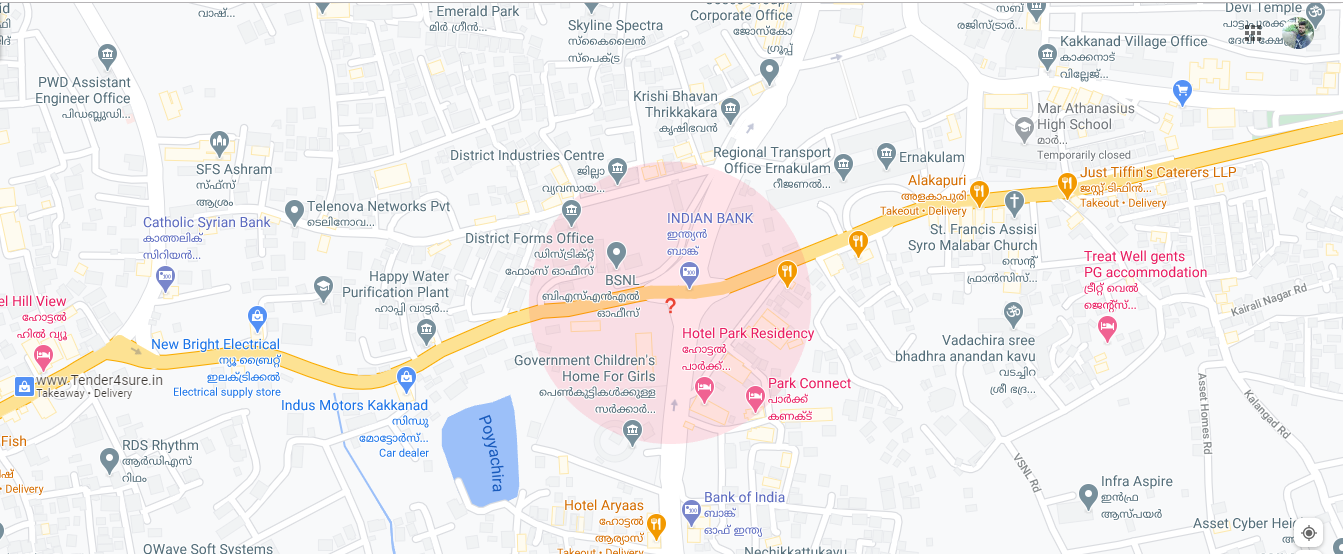 - Emerald Park
മിർ ഗ്രീൻ...
വാഷ്...
Skyline Spectra
സ്കൈലൈൻ
സ്പെക്ട്ര
Corporate Office
ജോസ്കോ
ഗ്രൂപ്പ്
സബ്
രജിസ്ട്രാർ...
Devi Temple
Kakkanad Village Office
കാക്കനാട്
വില്ലേജ്...
PWD Assistant
Engineer Office
പിഡബ്ല്യുഡി...
Krishi Bhavan
Thrikkakara
കൃഷിഭവൻ
Mar Athanasius
High School
മാർ...
Temporarily closed
SFS Ashram
സ്ഫ്സ്
ആശ്രം
District Industries Centre
ജില്ലാ
വ്യവസായ...
Regional Transport
Office Ernakulam
റീജണൽ...
Ernakulam
Alakapuri
അളകാപുരി
Takeout • Delivery
Just Tiffin's Caterers LLP
ജസ്റ്റ് ടിഫിൻ...
Takeout • Delivery
Telenova Networks Pvt
ടെലിനോവ...
Catholic Syrian Bank
കാത്തലിക്
സിറിയൻ...
INDIAN BANK
ഇന്ത്യൻ
ബാങ്ക്
District Forms Office
ഡിസ്ട്രിക്റ്റ്
ഫോംസ് ഓഫീസ്
St. Francis Assisi
Syro Malabar Church
സെന്റ്
ഫ്രാൻസിസ്...
BSNL
ബിഎസ്എൻഎൽ
ഓഫീസ്
Happy Water
Purification Plant
ഹാപ്പി വാട്ടർ...
Treat Well gents
PG accommodation
ട്രീറ്റ് വെൽ
ജെന്റ്സ്...
Kairali Nagar Rd
el Hill View
ഹോട്ടൽ
ഹിൽ വ്യൂ
?
New Bright Electrical
ന്യൂ ബ്രൈറ്റ്
ഇലക്ട്രിക്കൽ
Electrical supply store
Hotel Park Residency
ഹോട്ടൽ
പാർക്ക്...
Vadachira sree
bhadhra anandan kavu
വടച്ചിറ
ശ്രീ ഭദ്ര...
Government Children's
Home For Girls
പെൺകുട്ടികൾക്കുള്ള
സർക്കാർ...
Park Connect
പാർക്ക്
കണക്ട്
www.Tender4sure.in
Takeaway • Delivery
Indus Motors Kakkanad
സിന്ധു
മോട്ടോർസ്...
Car dealer
Poyyachira
Asset Homes Rd
Kalangad Rd
Fish
• Delivery
RDS Rhythm
ആർഡിഎസ്
റിഥം
VSNL Rd
Infra Aspire
ഇൻഫ്ര
ആസ്പയർ
Hotel Aryaas
ഹോട്ടൽ
ആര്യാസ്
Takeout • Delivery
Bank of India
ബാങ്ക്
ഓഫ് ഇന്ത്യ
Asset Cyber Hei
OWave Soft Systems
Nechikkattukavu